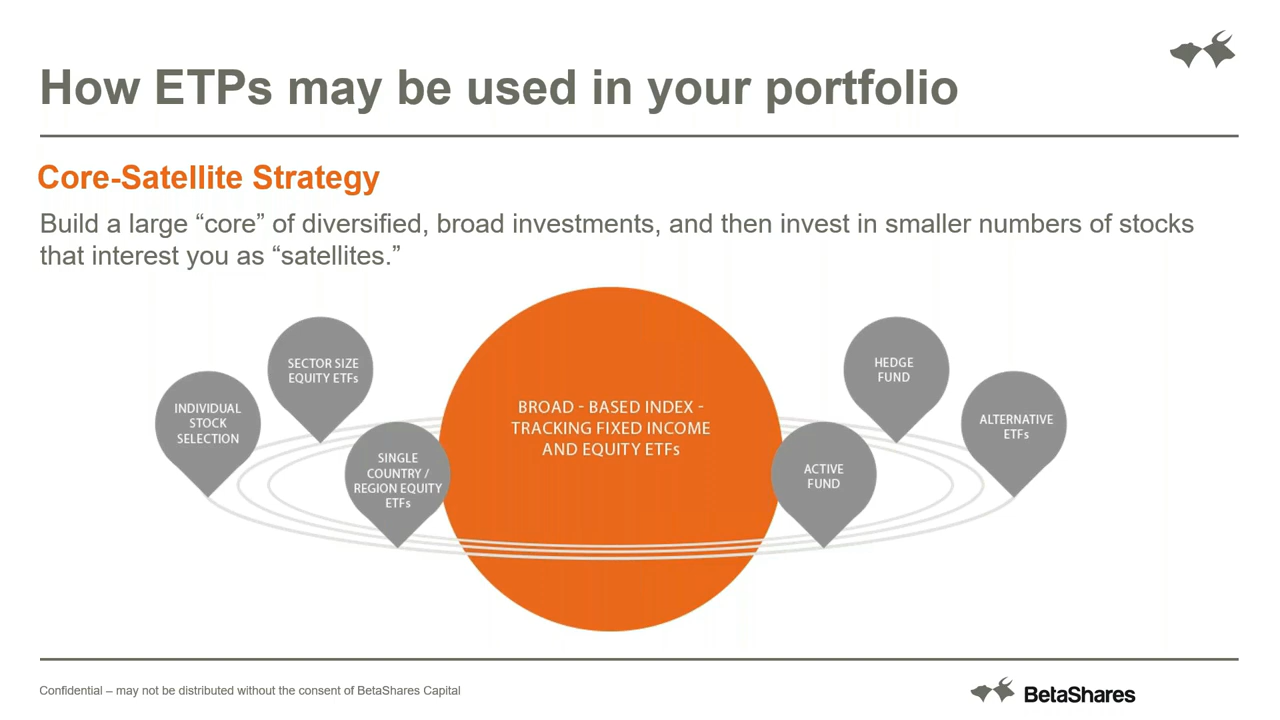 How ETPs may be used in your portfolio
Core-Satellite Strategy
Build a large “core” of diversified, broad investments, and then invest in smaller numbers of stocks
that interest you as “satellites.”
INDIVIDUAL
STOCK
SELECTION
SECTOR SIZE
EQUITY ETFs
SINGLE
COUNTRY /
REGION EQUITY
ETFs
BROAD - BASED INDEX -
TRACKING FIXED INCOME
AND EQUITY ETFs
ACTIVE
FUND
HEDGE
FUND
ALTERNATIVE
ETFs
Confidential – may not be distributed without the consent of BetaShares Capital
BetaShares